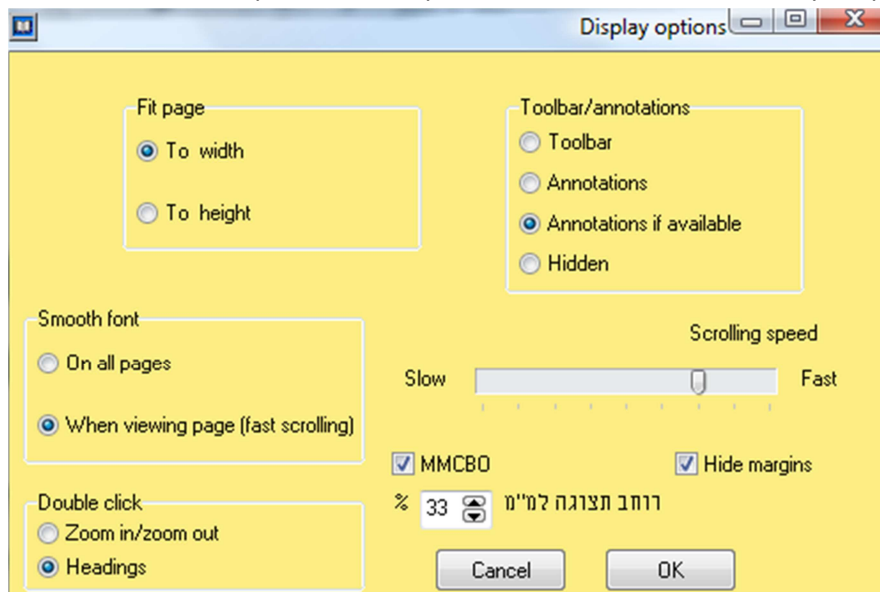 Display options
Fit page
To width
To height
Toolbar/annotations
Toolbar
Annotations
Annotations if available
Hidden
Smooth font
On all pages
When viewing page (fast scrolling)
Scrolling speed
Slow
Fast
MMCBO
Hide margins
Double click
Zoom in/zoom out
Headings
% 33 רוחב תצוגה למ"מ
Cancel
OK